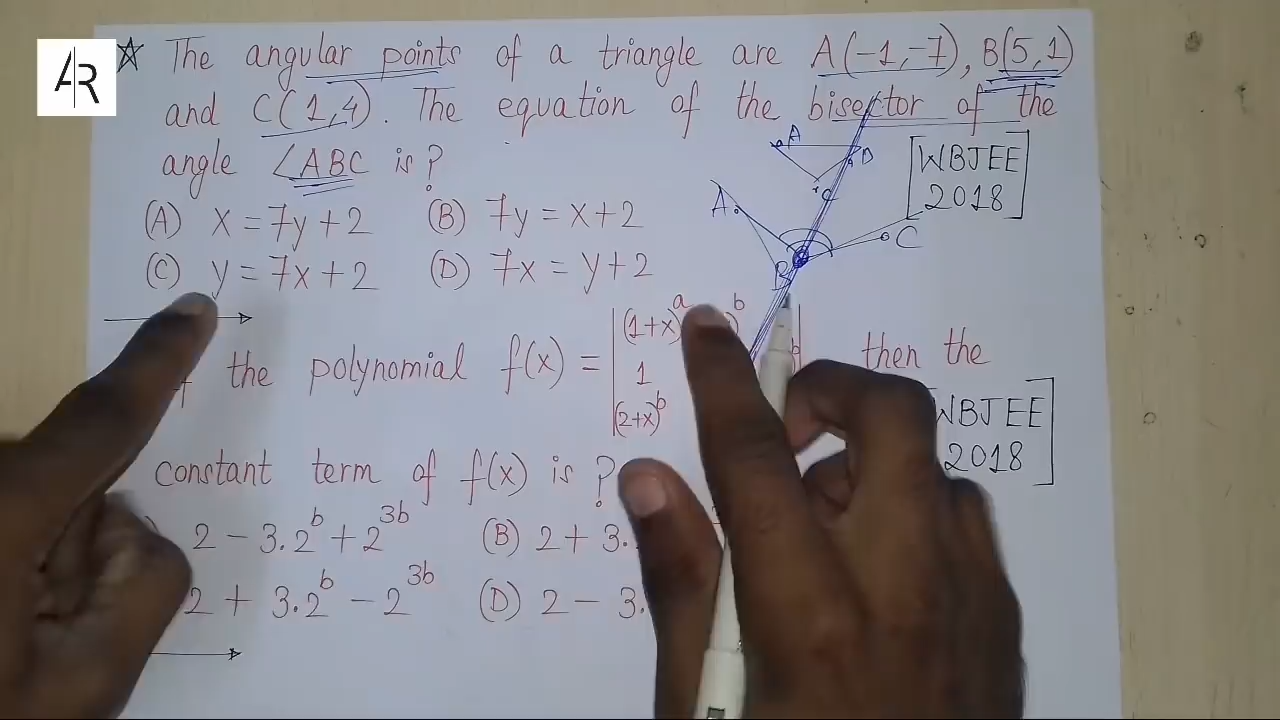 AR
☆ The angular points of a triangle are A(-1,-7), B(5,1)
and C(1,4). The equation of the bisector of the
angle ∠ABC is?
[WBJEE 2018]
(A) x = 7y + 2 (B) 7y = x + 2
(C) y = 7x + 2 (D) 7x = y + 2
A
B
C
A
B
C
the polynomial f(x) = | (1+x)^a b
then the
1
(2+x)^b
WBJEE
2018]
constant term of f(x) is?
2 - 3.2^b + 2^3b (B) 2 + 3.
2 + 3.2^b - 2^3b (D) 2 - 3.